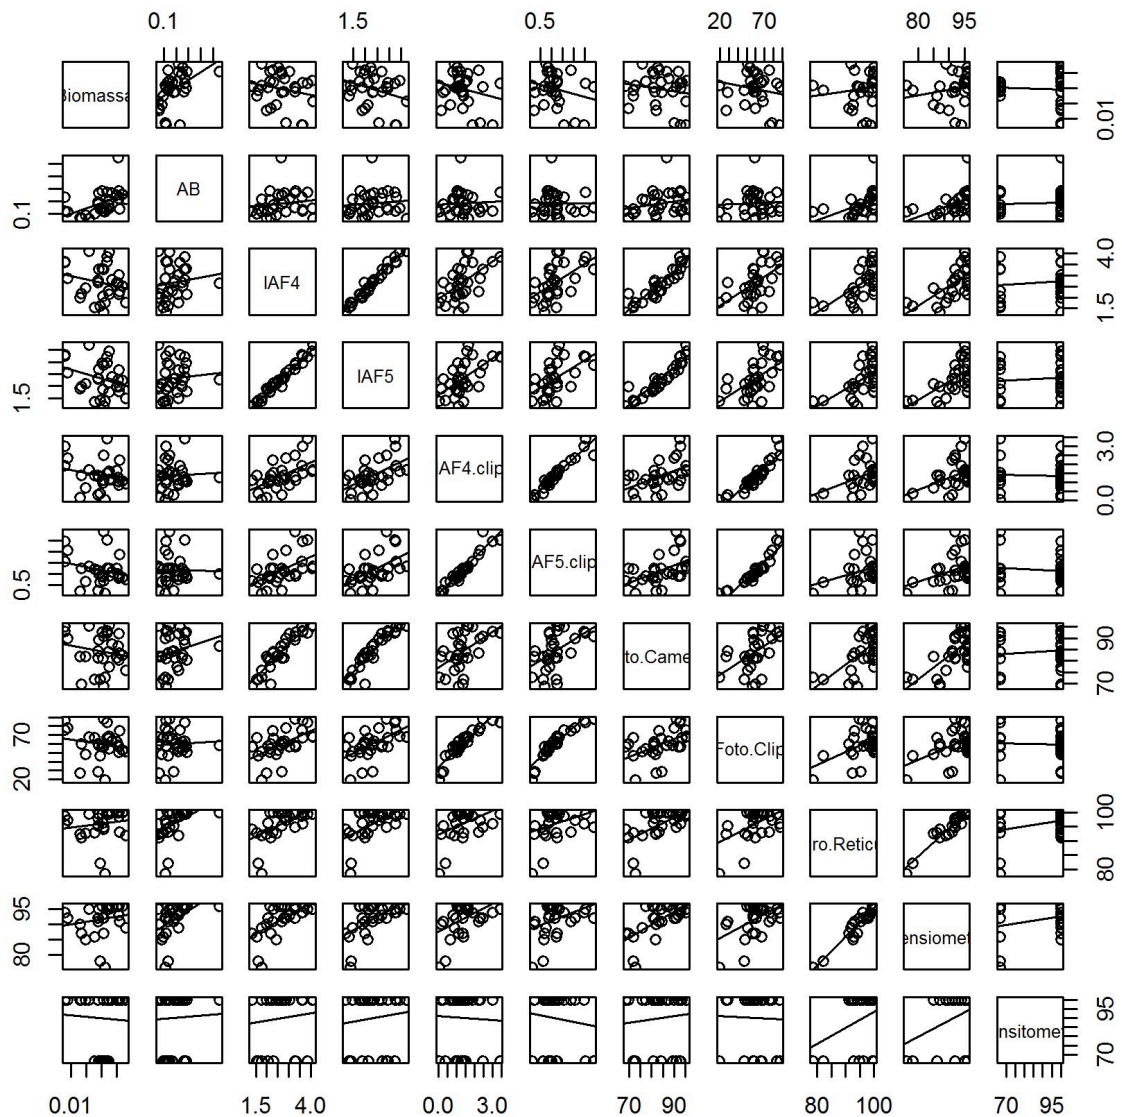 0.1 1.5 0.5 20 70 80 95
Biomassa 0.01
0.1 AB
IAF4 1.5 4.0
1.5 IAF5
AF4.clip 0.0 3.0
0.5 AF5.clip
to.Came 70 90
20 70 Foto.Clip
ro.Reticu 80 100
80 95 ensiomet
nsitomet 70 95
0.01 1.5 4.0 0.0 3.0 70 90 80 100 70 95